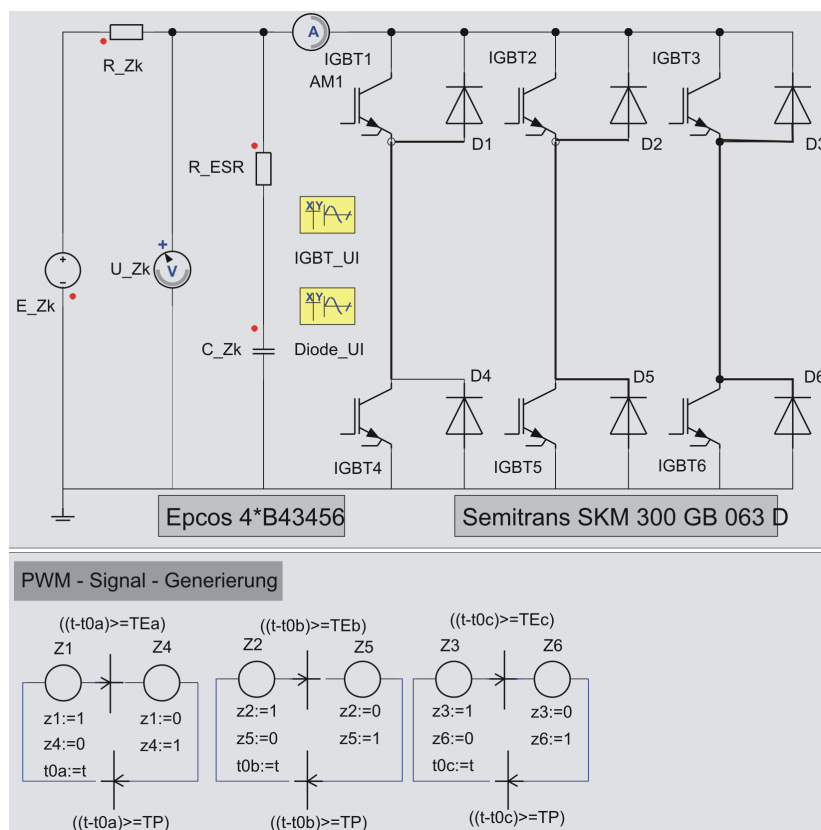 R_Zk
A
IGBT1
AM1
IGBT2
IGBT3
D1
D2
D3
R_ESR
XY
IGBT_UI
+
V
U_Zk
+
−
E_Zk
XY
C_Zk
Diode_UI
D4
D5
D6
IGBT4
IGBT5
IGBT6
Epcos 4*B43456
Semitrans SKM 300 GB 063 D
PWM - Signal - Generierung
((t-t0a)>=TEa)
((t-t0b)>=TEb)
((t-t0c)>=TEc)
Z1
Z4
Z2
Z5
Z3
Z6
z1:=1
z4:=0
t0a:=t
z1:=0
z4:=1
z2:=1
z5:=0
t0b:=t
z2:=0
z5:=1
z3:=1
z6:=0
t0c:=t
z3:=0
z6:=1
((t-t0a)>=TP)
((t-t0b)>=TP)
((t-t0c)>=TP)